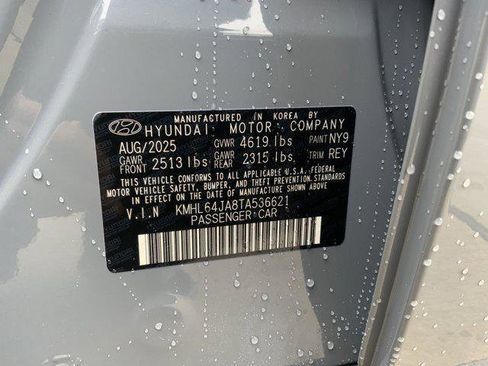 MANUFACTURED IN KOREA BY
HYUNDAI MOTOR COMPANY
AUG/2025 GVWR 4619 lbs PAINT NY9
GAWR FRONT 2513 lbs GAWR REAR 2315 lbs TRIM REY
THIS VEHICLE CONFORMS TO ALL APPLICABLE U.S.A. FEDERAL
MOTOR VEHICLE SAFETY, BUMPER, AND THEFT PREVENTION STANDARDS
IN EFFECT ON THE DATE OF MANUFACTURE SHOWN ABOVE.
V.I.N KMHL64JA8TA536621
PASSENGER CAR